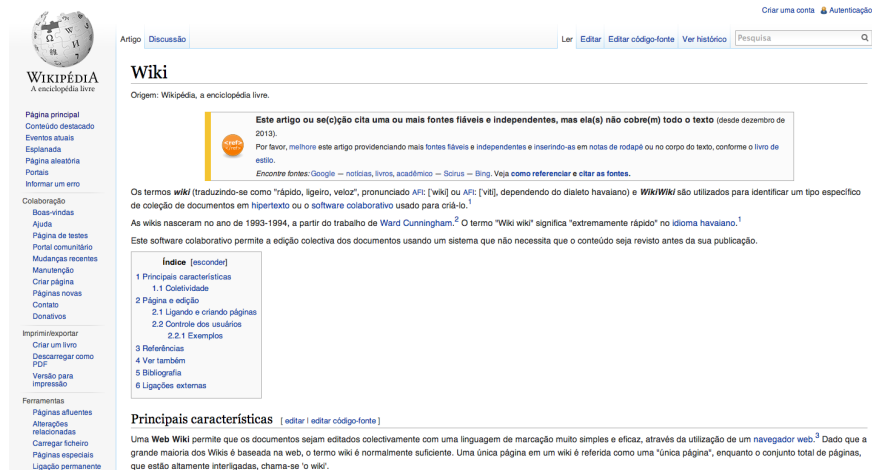 Criar uma conta Autenticação
Artigo Discussão Ler Editar Editar código-fonte Ver histórico Pesquisa
WIKIPÉDIA
A enciclopédia livre
Página principal
Conteúdo destacado
Eventos atuais
Esplanada
Página aleatória
Portais
Informar um erro
Colaboração
Boas-vindas
Ajuda
Página de testes
Portal comunitário
Mudanças recentes
Manutenção
Criar página
Páginas novas
Contato
Donativos
Imprimir/exportar
Criar um livro
Descarregar como
PDF
Versão para
impressão
Ferramentas
Páginas afluentes
Alterações
relacionadas
Carregar ficheiro
Páginas especiais
Ligação permanente
Wiki
Origem: Wikipédia, a enciclopédia livre.
<ref>
Este artigo ou se(c)ção cita uma ou mais fontes fiáveis e independentes, mas ela(s) não cobre(m) todo o texto (desde dezembro de
2013).
Por favor, melhore este artigo providenciando mais fontes fiáveis e independentes e inserindo-as em notas de rodapé ou no corpo do texto, conforme o livro de
estilo.
Encontre fontes: Google — notícias, livros, acadêmico — Scirus — Bing. Veja como referenciar e citar as fontes.
Os termos wiki (traduzindo-se como "rápido, ligeiro, veloz", pronunciado AFI: ['wiki] ou AFI: ['viti], dependendo do dialeto havaiano) e WikiWiki são utilizados para identificar um tipo específico
de coleção de documentos em hipertexto ou o software colaborativo usado para criá-lo.1
As wikis nasceram no ano de 1993-1994, a partir do trabalho de Ward Cunningham.2 O termo "Wiki wiki" significa "extremamente rápido" no idioma havaiano.1
Este software colaborativo permite a edição colectiva dos documentos usando um sistema que não necessita que o conteúdo seja revisto antes da sua publicação.
Índice [esconder]
1 Principais características
1.1 Coletividade
2 Página e edição
2.1 Ligando e criando páginas
2.2 Controle dos usuários
2.2.1 Exemplos
3 Referências
4 Ver também
5 Bibliografia
6 Ligações externas
Principais características [ editar | editar código-fonte ]
Uma Web Wiki permite que os documentos sejam editados colectivamente com uma linguagem de marcação muito simples e eficaz, através da utilização de um navegador web.3 Dado que a
grande maioria dos Wikis é baseada na web, o termo wiki é normalmente suficiente. Uma única página em um wiki é referida como uma "única página", enquanto o conjunto total de páginas,
que estão altamente interligadas, chama-se 'o wiki'.